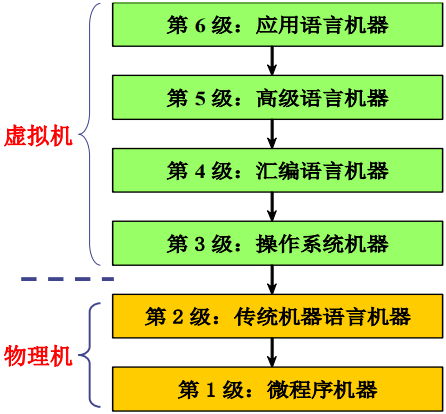 第 6 级：应用语言机器
第 5 级：高级语言机器
虚拟机
第 4 级：汇编语言机器
第 3 级：操作系统机器
第 2 级：传统机器语言机器
物理机
第 1 级：微程序机器